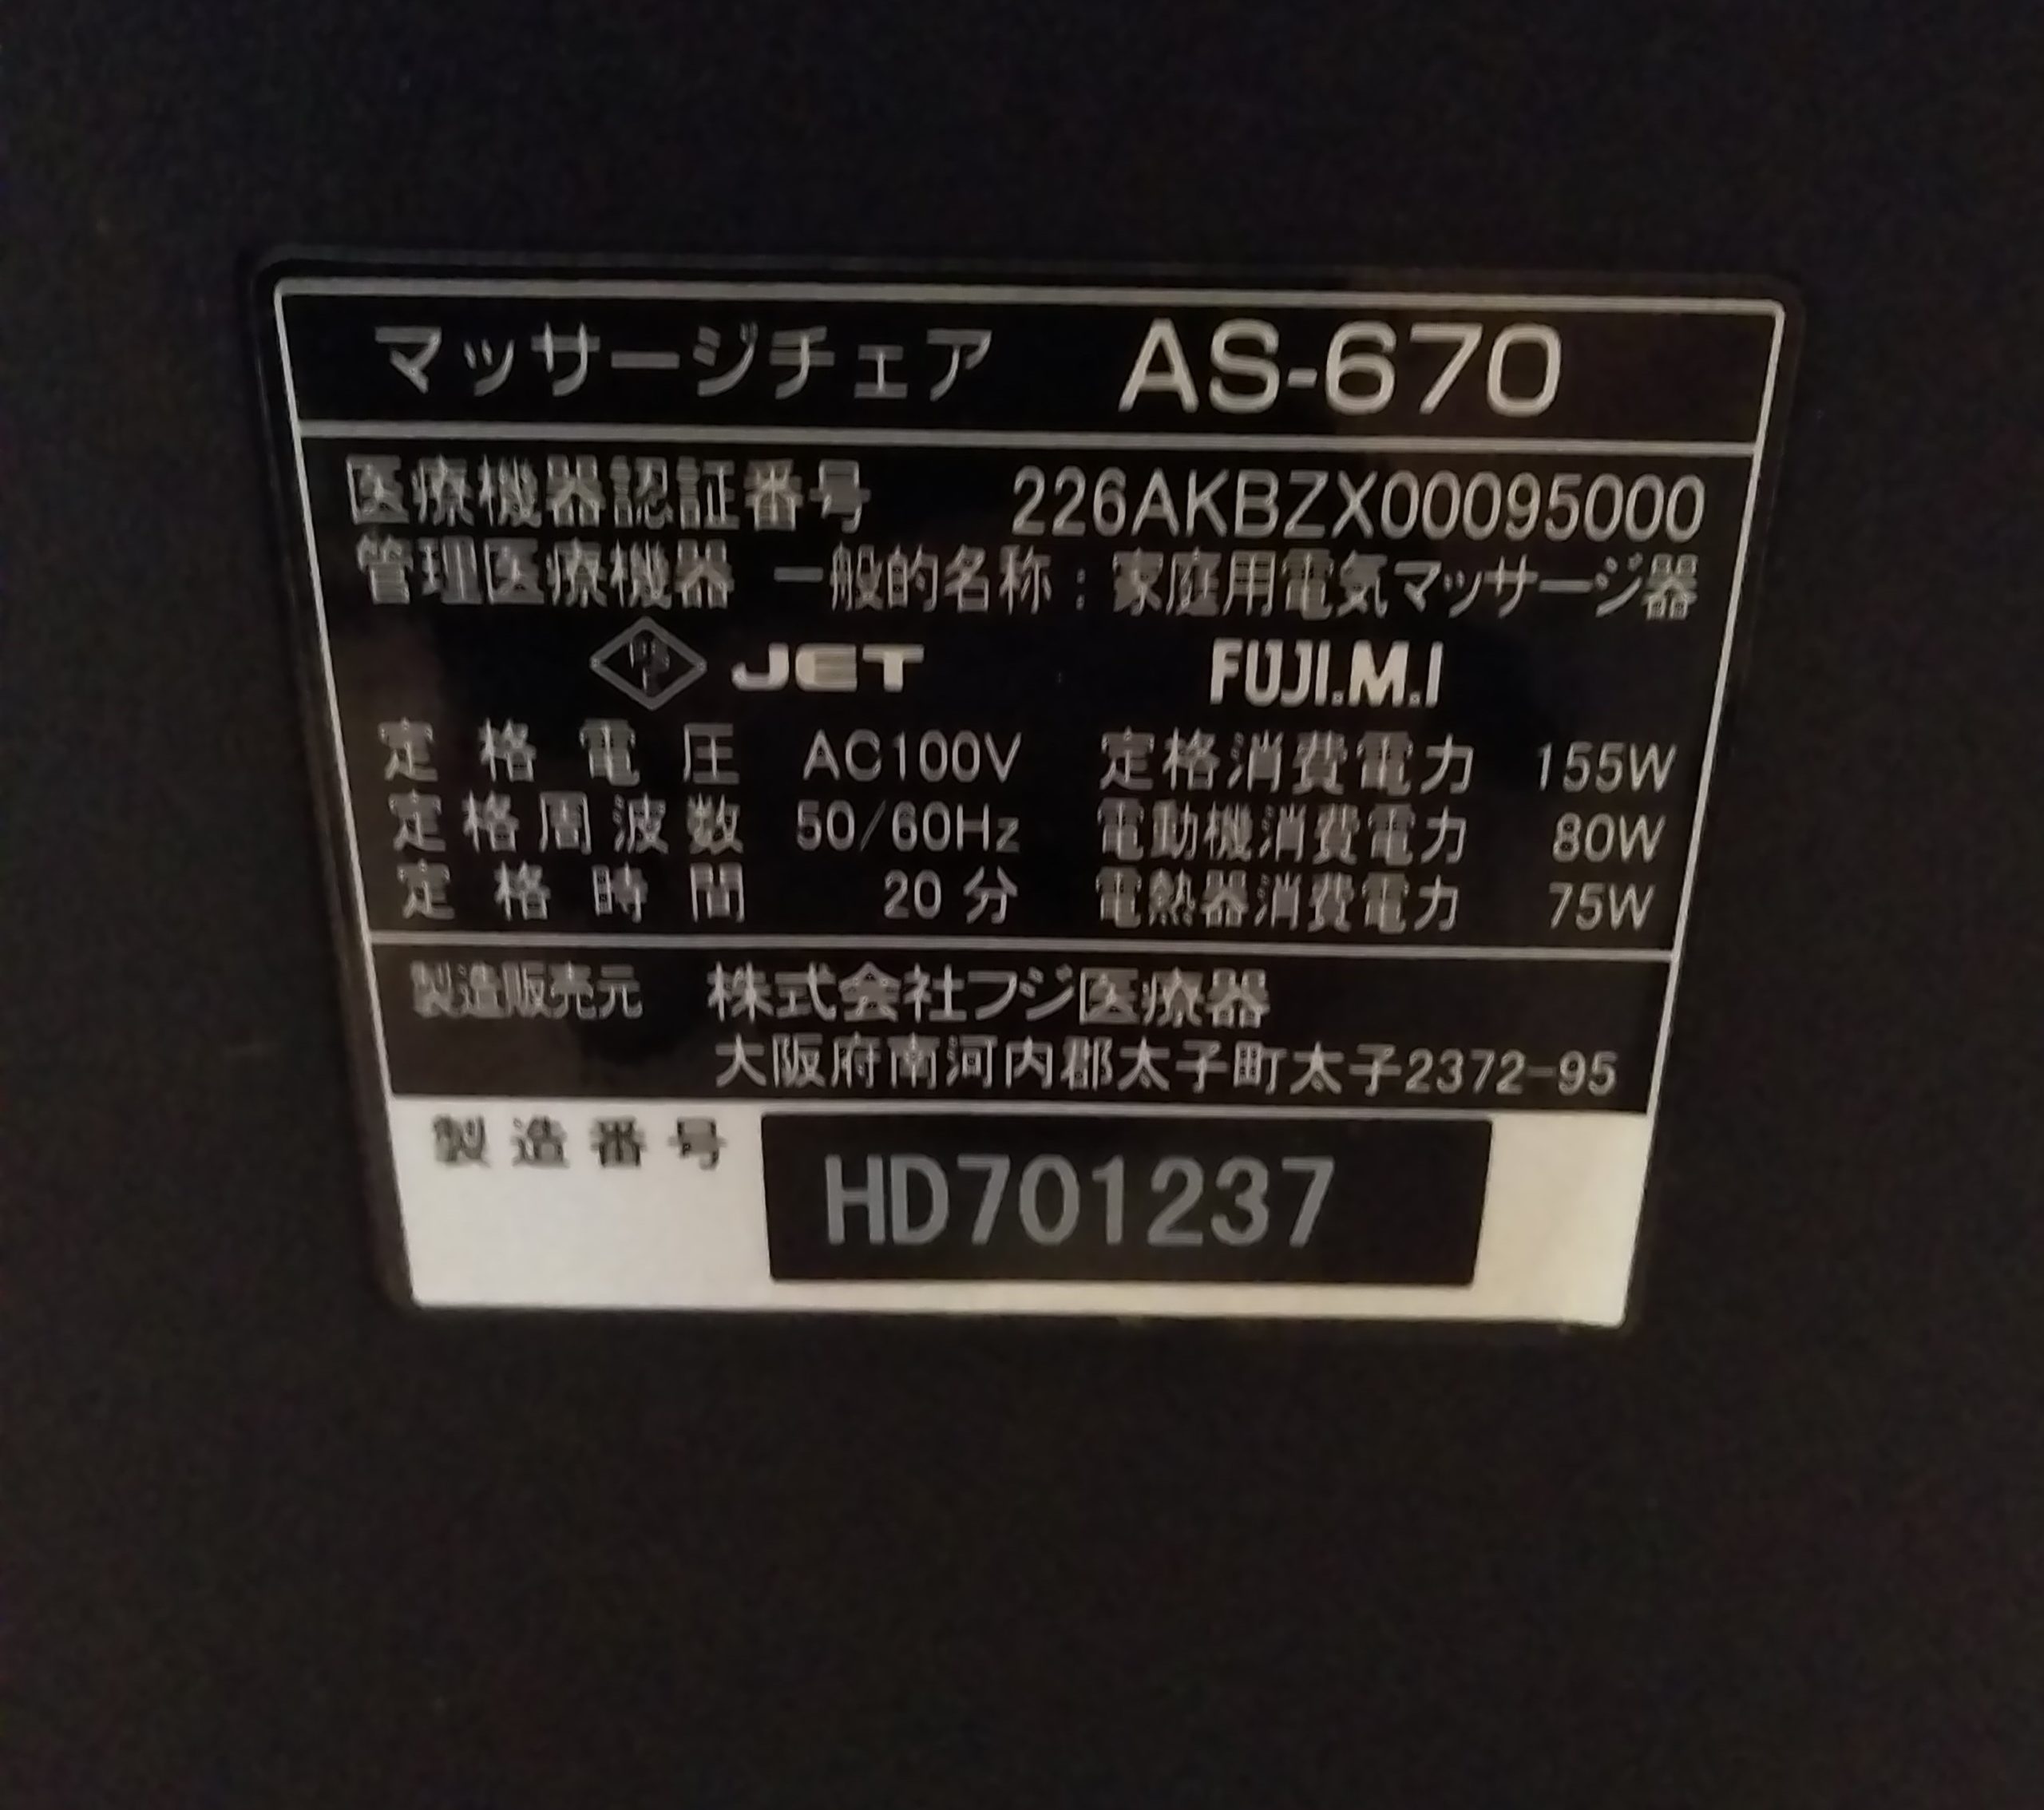 マッサージチェア AS-670
医療機器認証番号 226AKBZX00095000
管理医療機器 一般的名称：家庭用電気マッサージ器
PSE JET FUJI.M.I
定格電圧 AC100V 定格消費電力 155W
定格周波数 50/60Hz 電動機消費電力 80W
定格時間 20分 電熱器消費電力 75W
製造販売元 株式会社フジ医療器
大阪府南河内郡太子町太子2372-95
製造番号 HD701237